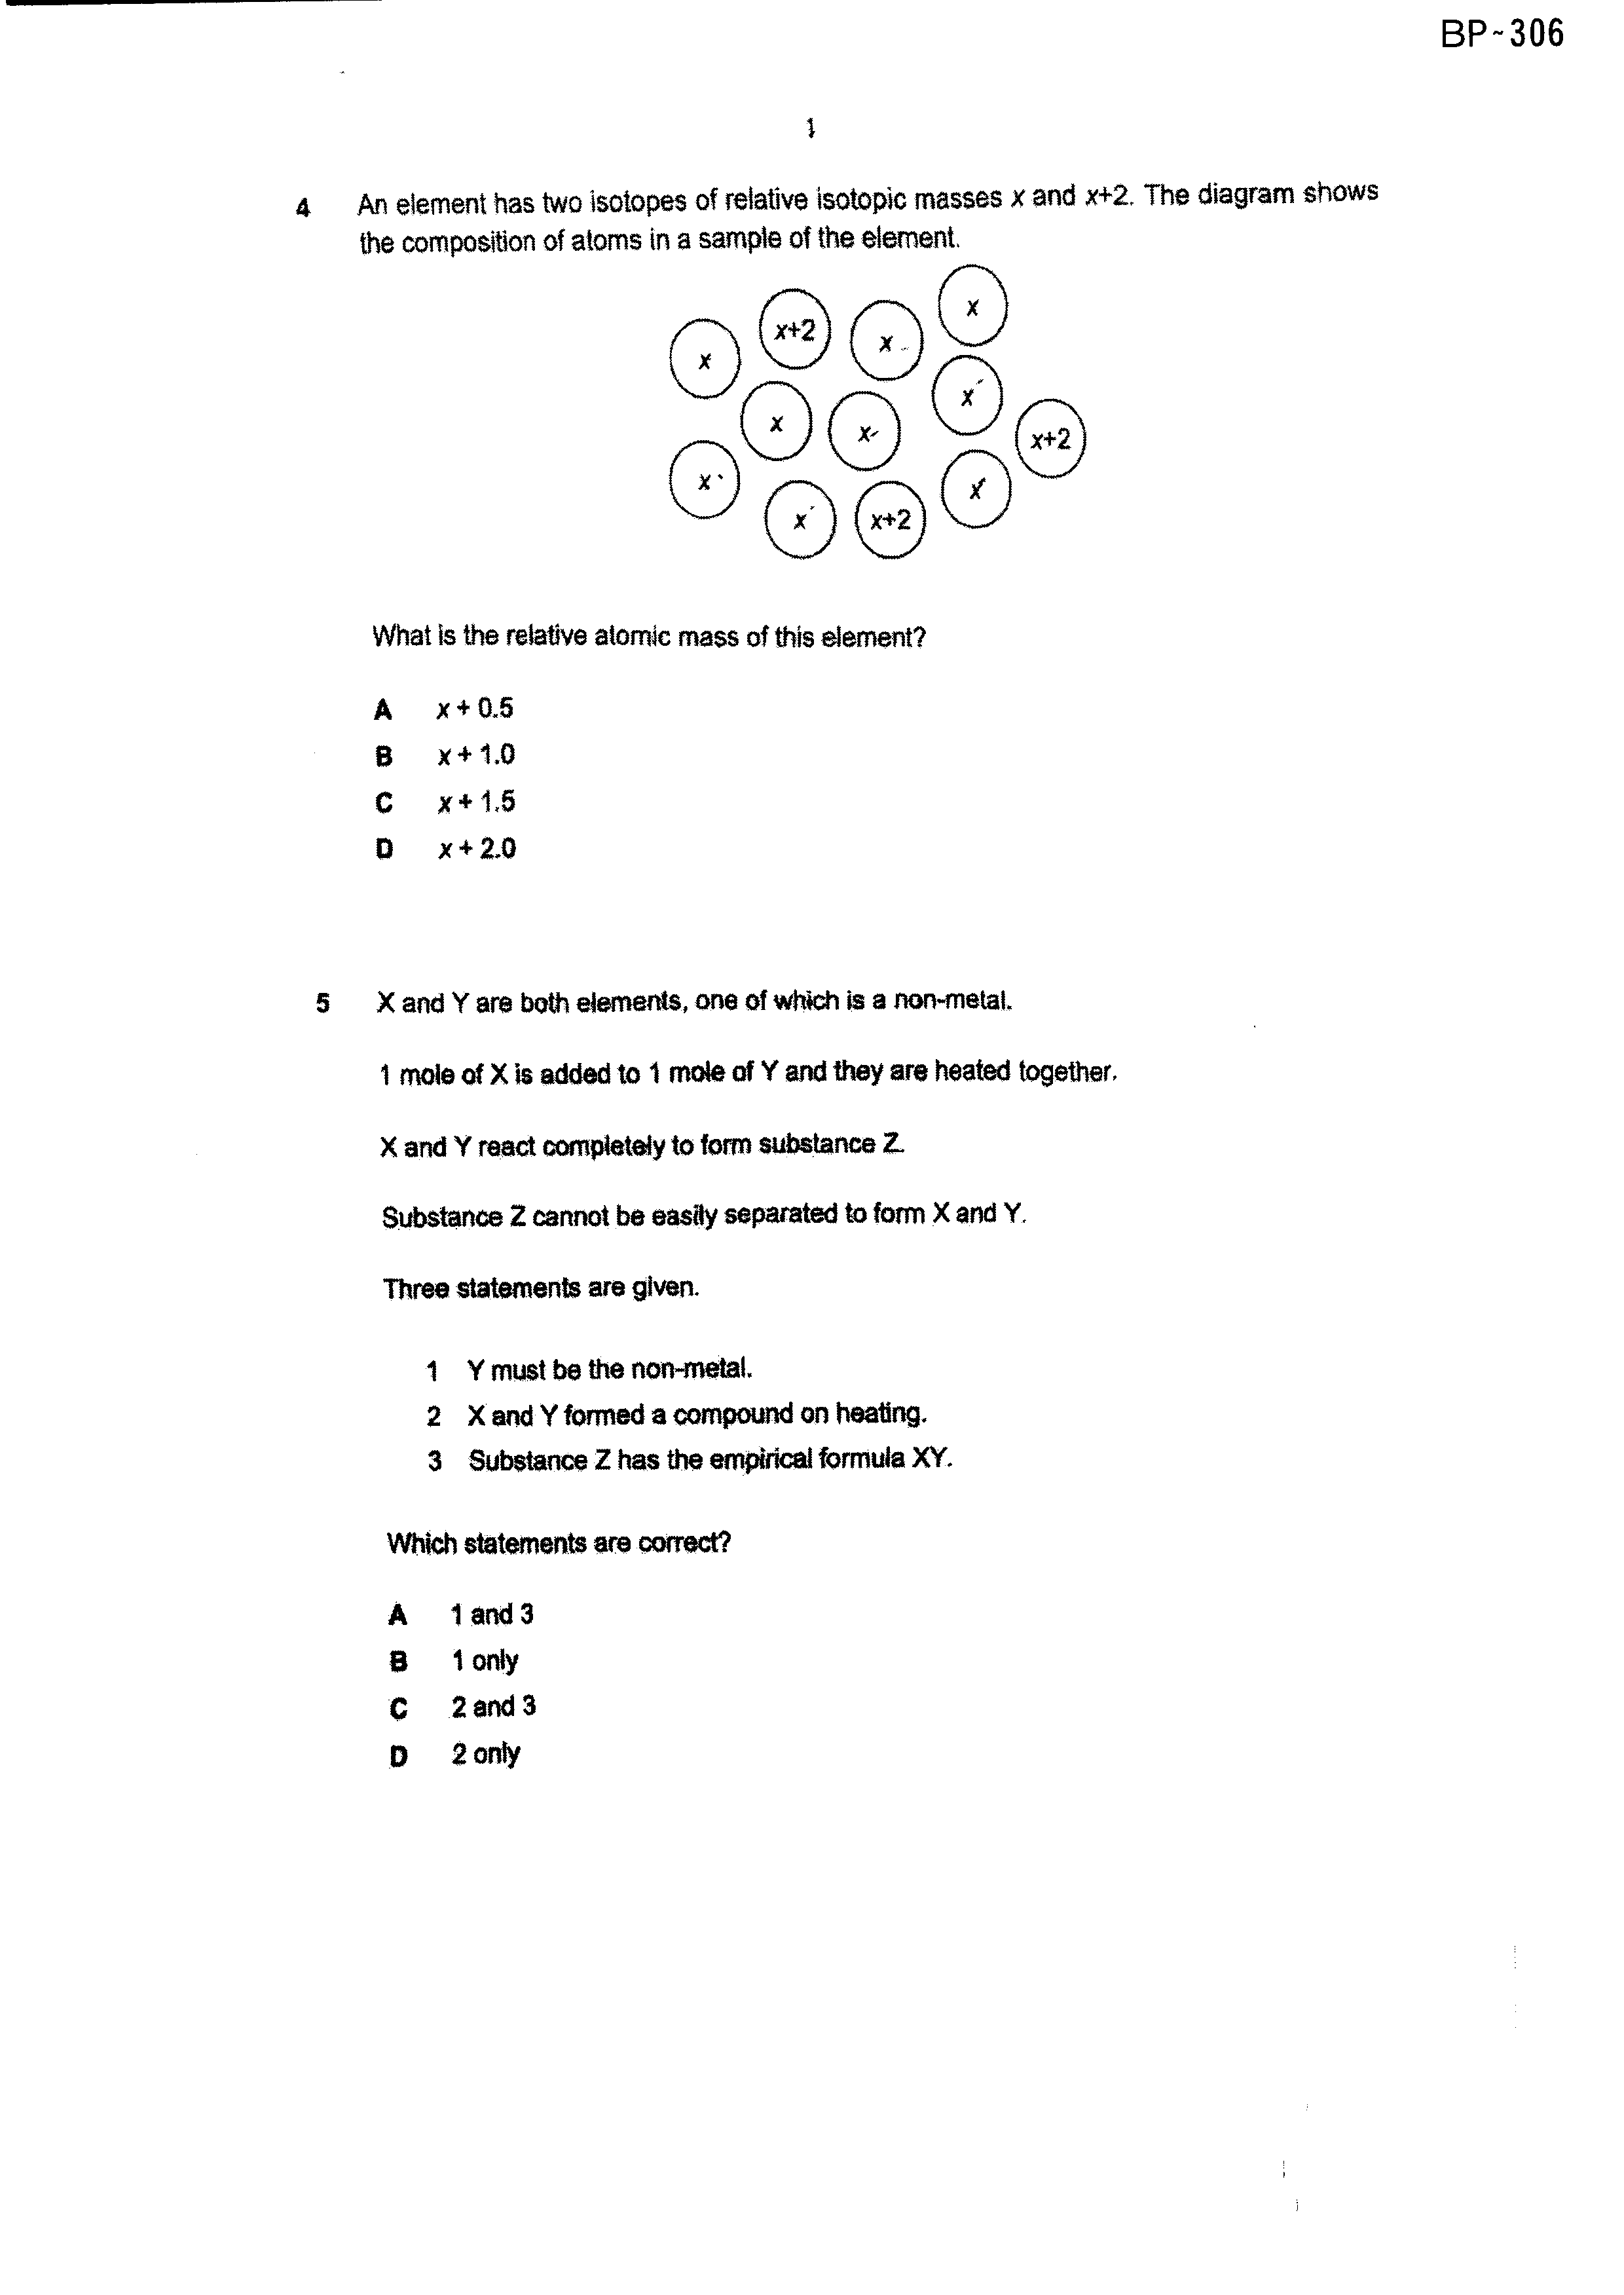 BP~306
1
4 An element has two isotopes of relative isotopic masses x and x+2. The diagram shows
the composition of atoms in a sample of the element.
x
x+2
x
x
x
x
x
x+2
x
x
x+2
x
What is the relative atomic mass of this element?
A x + 0.5
B x + 1.0
C x + 1.5
D x + 2.0
5 X and Y are both elements, one of which is a non-metal.
1 mole of X is added to 1 mole of Y and they are heated together.
X and Y react completely to form substance Z.
Substance Z cannot be easily separated to form X and Y.
Three statements are given.
1 Y must be the non-metal.
2 X and Y formed a compound on heating.
3 Substance Z has the empirical formula XY.
Which statements are correct?
A 1 and 3
B 1 only
C 2 and 3
D 2 only